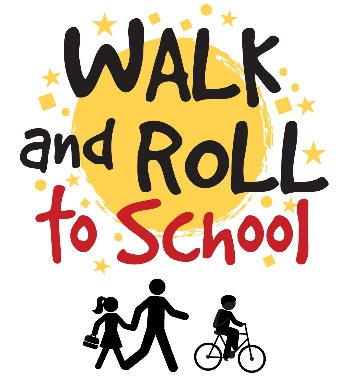 WALK
and ROLL
to School